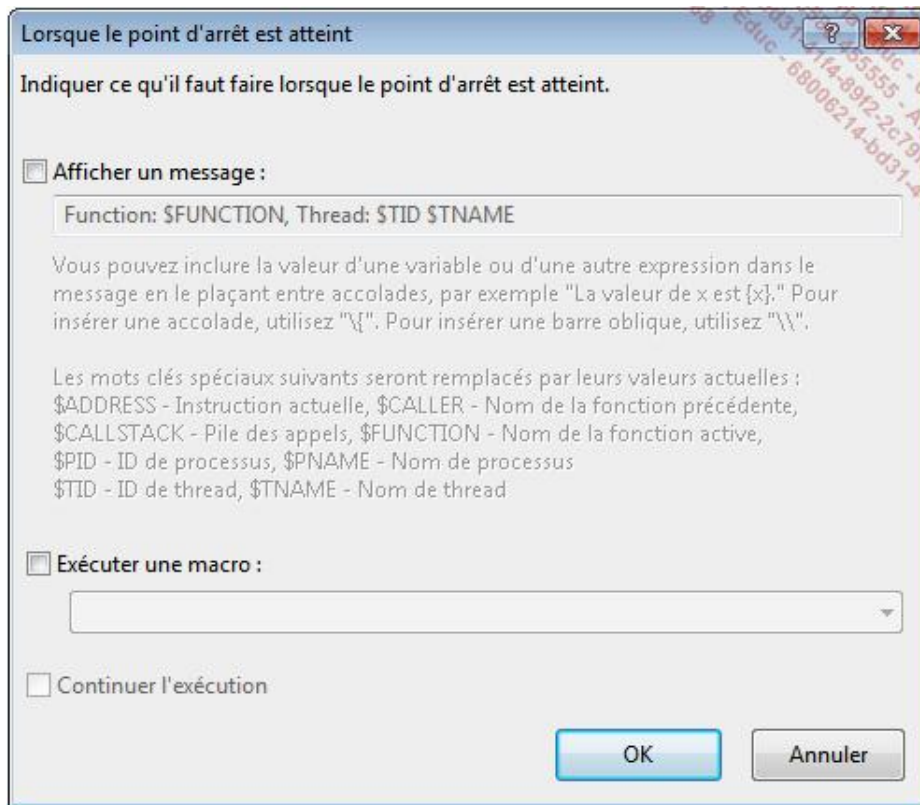 Lorsque le point d'arrêt est atteint
Indiquer ce qu'il faut faire lorsque le point d'arrêt est atteint.
Afficher un message :
Function: $FUNCTION, Thread: $TID $TNAME
Vous pouvez inclure la valeur d'une variable ou d'une autre expression dans le
message en le plaçant entre accolades, par exemple "La valeur de x est {x}." Pour
insérer une accolade, utilisez "\{". Pour insérer une barre oblique, utilisez "\\".
Les mots clés spéciaux suivants seront remplacés par leurs valeurs actuelles :
$ADDRESS - Instruction actuelle, $CALLER - Nom de la fonction précédente,
$CALLSTACK - Pile des appels, $FUNCTION - Nom de la fonction active,
$PID - ID de processus, $PNAME - Nom de processus
$TID - ID de thread, $TNAME - Nom de thread
Exécuter une macro :
Continuer l'exécution
OK
Annuler